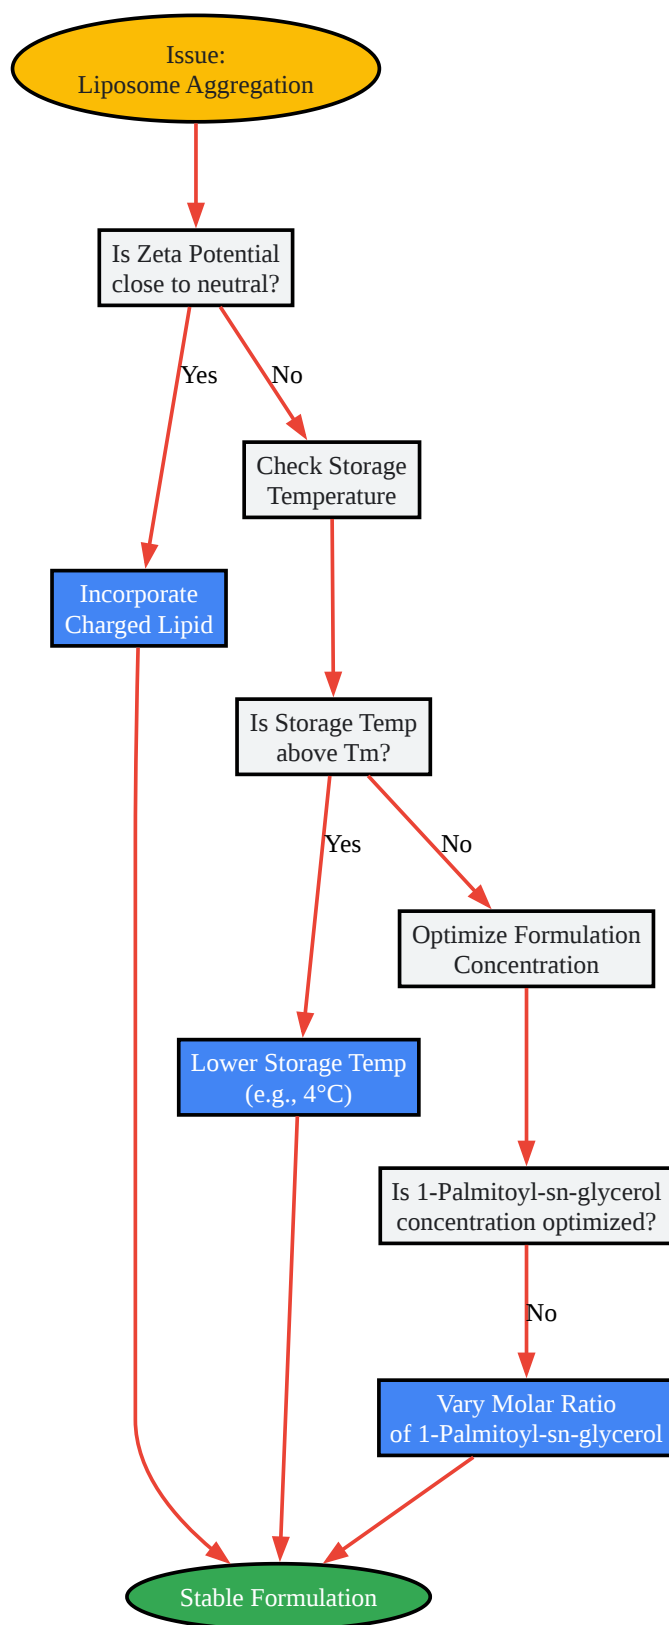 Issue:
Liposome Aggregation
Is Zeta Potential
close to neutral?
Yes
No
Check Storage
Temperature
Incorporate
Charged Lipid
Is Storage Temp
above Tm?
Yes
No
Optimize Formulation
Concentration
Lower Storage Temp
(e.g., 4°C)
Is 1-Palmitoyl-sn-glycerol
concentration optimized?
No
Vary Molar Ratio
of 1-Palmitoyl-sn-glycerol
Stable Formulation